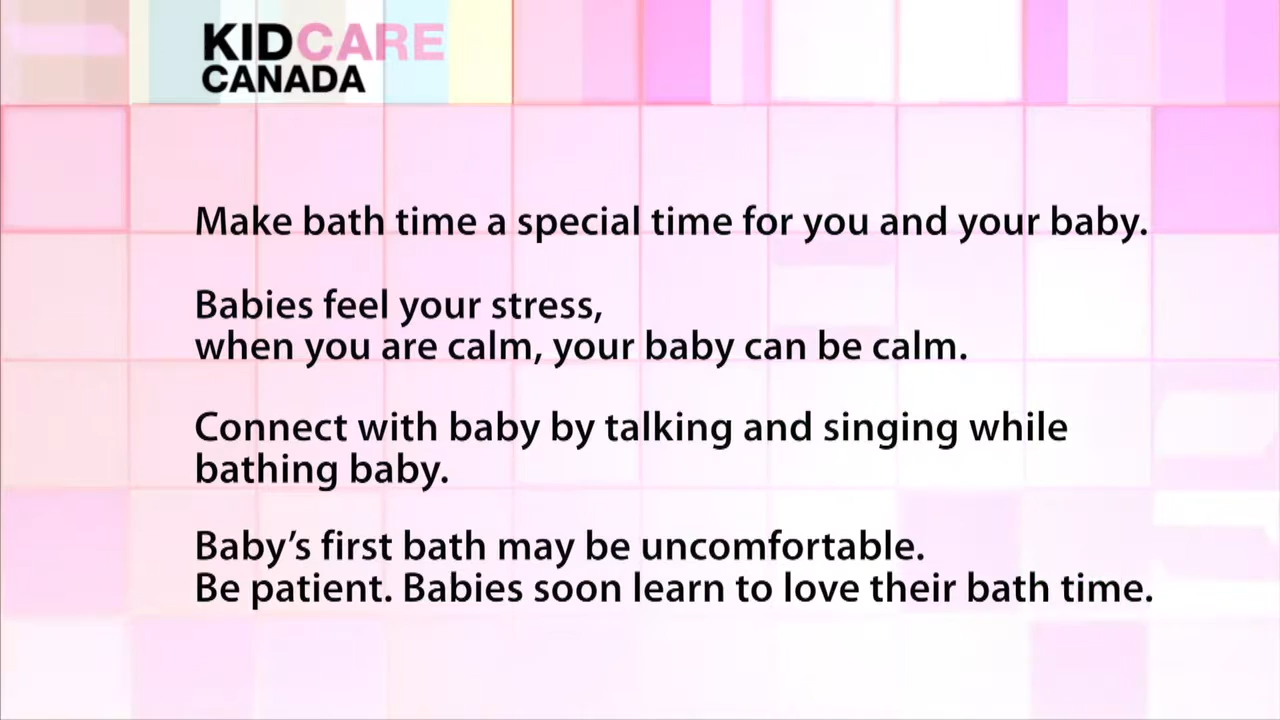 KIDCARE
CANADA
Make bath time a special time for you and your baby.
Babies feel your stress,
when you are calm, your baby can be calm.
Connect with baby by talking and singing while
bathing baby.
Baby’s first bath may be uncomfortable.
Be patient. Babies soon learn to love their bath time.